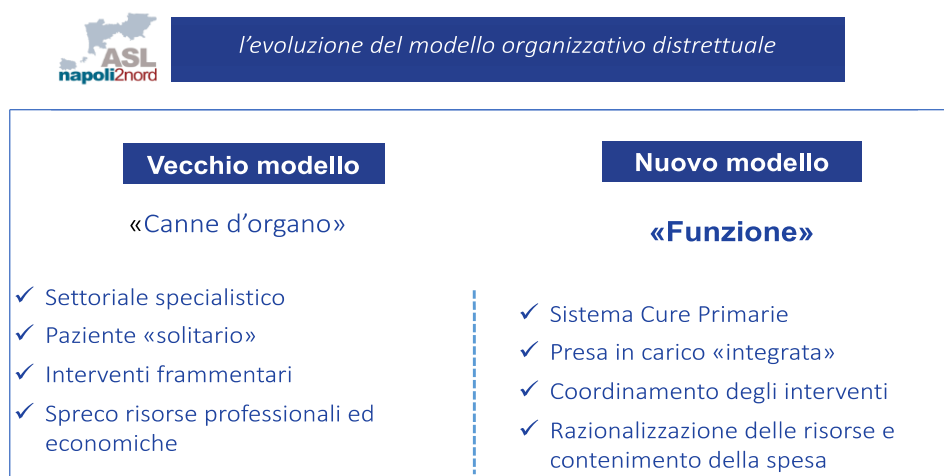 ASL
napoli2nord
l’evoluzione del modello organizzativo distrettuale
Vecchio modello
«Canne d’organo»
Settoriale specialistico
Paziente «solitario»
Interventi frammentari
Spreco risorse professionali ed
economiche
Nuovo modello
«Funzione»
Sistema Cure Primarie
Presa in carico «integrata»
Coordinamento degli interventi
Razionalizzazione delle risorse e
contenimento della spesa